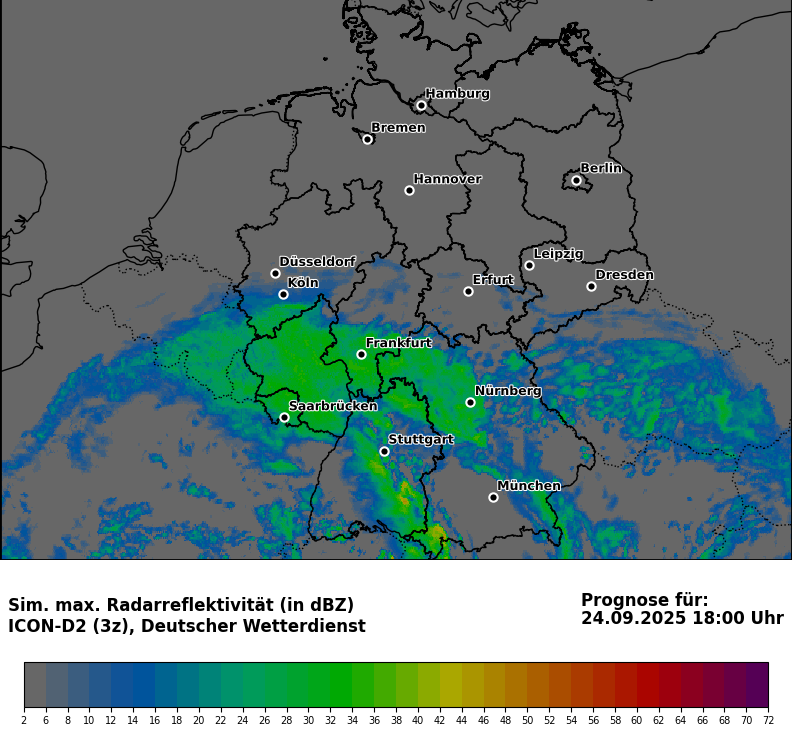 Hamburg
Bremen
Berlin
Hannover
Leipzig
Düsseldorf
Dresden
Köln
Erfurt
Frankfurt
Nürnberg
Saarbrücken
Stuttgart
München
Sim. max. Radarreflektivität (in dBZ)
ICON-D2 (3z), Deutscher Wetterdienst
Prognose für:
24.09.2025 18:00 Uhr
2 6 8 10 12 14 16 18 20 22 24 26 28 30 32 34 36 38 40 42 44 46 48 50 52 54 56 58 60 62 64 66 68 70 72